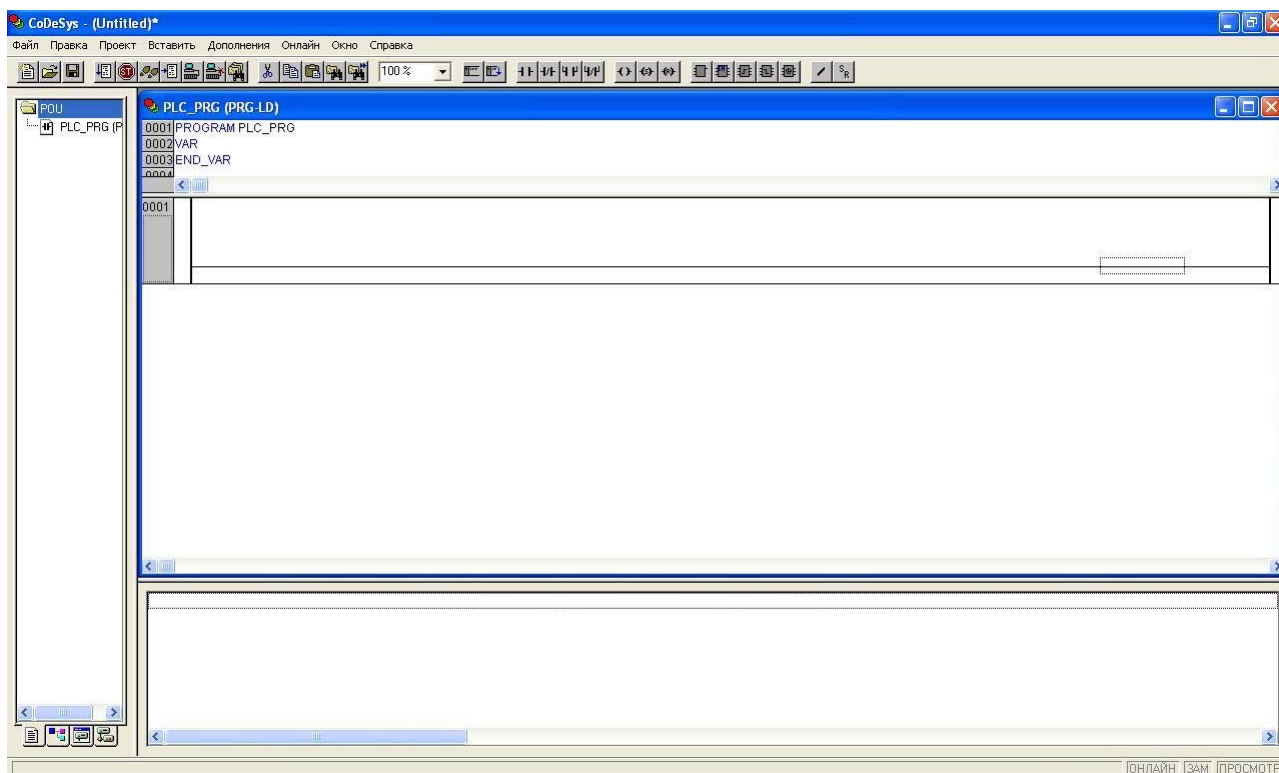 CoDeSys - (Untitled)*
Файл Правка Проект Вставить Дополнения Онлайн Окно Справка
100 %
POU
PLC_PRG (P
PLC_PRG (PRG-LD)
0001 PROGRAM PLC_PRG
0002 VAR
0003 END_VAR
0004
0001
ОНЛАЙН ЗАМ ПРОСМОТР